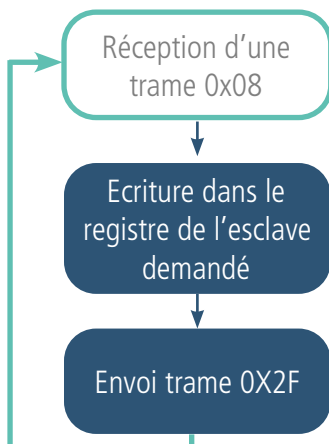 Réception d’une
trame 0x08
Ecriture dans le
registre de l’esclave
demandé
Envoi trame 0X2F